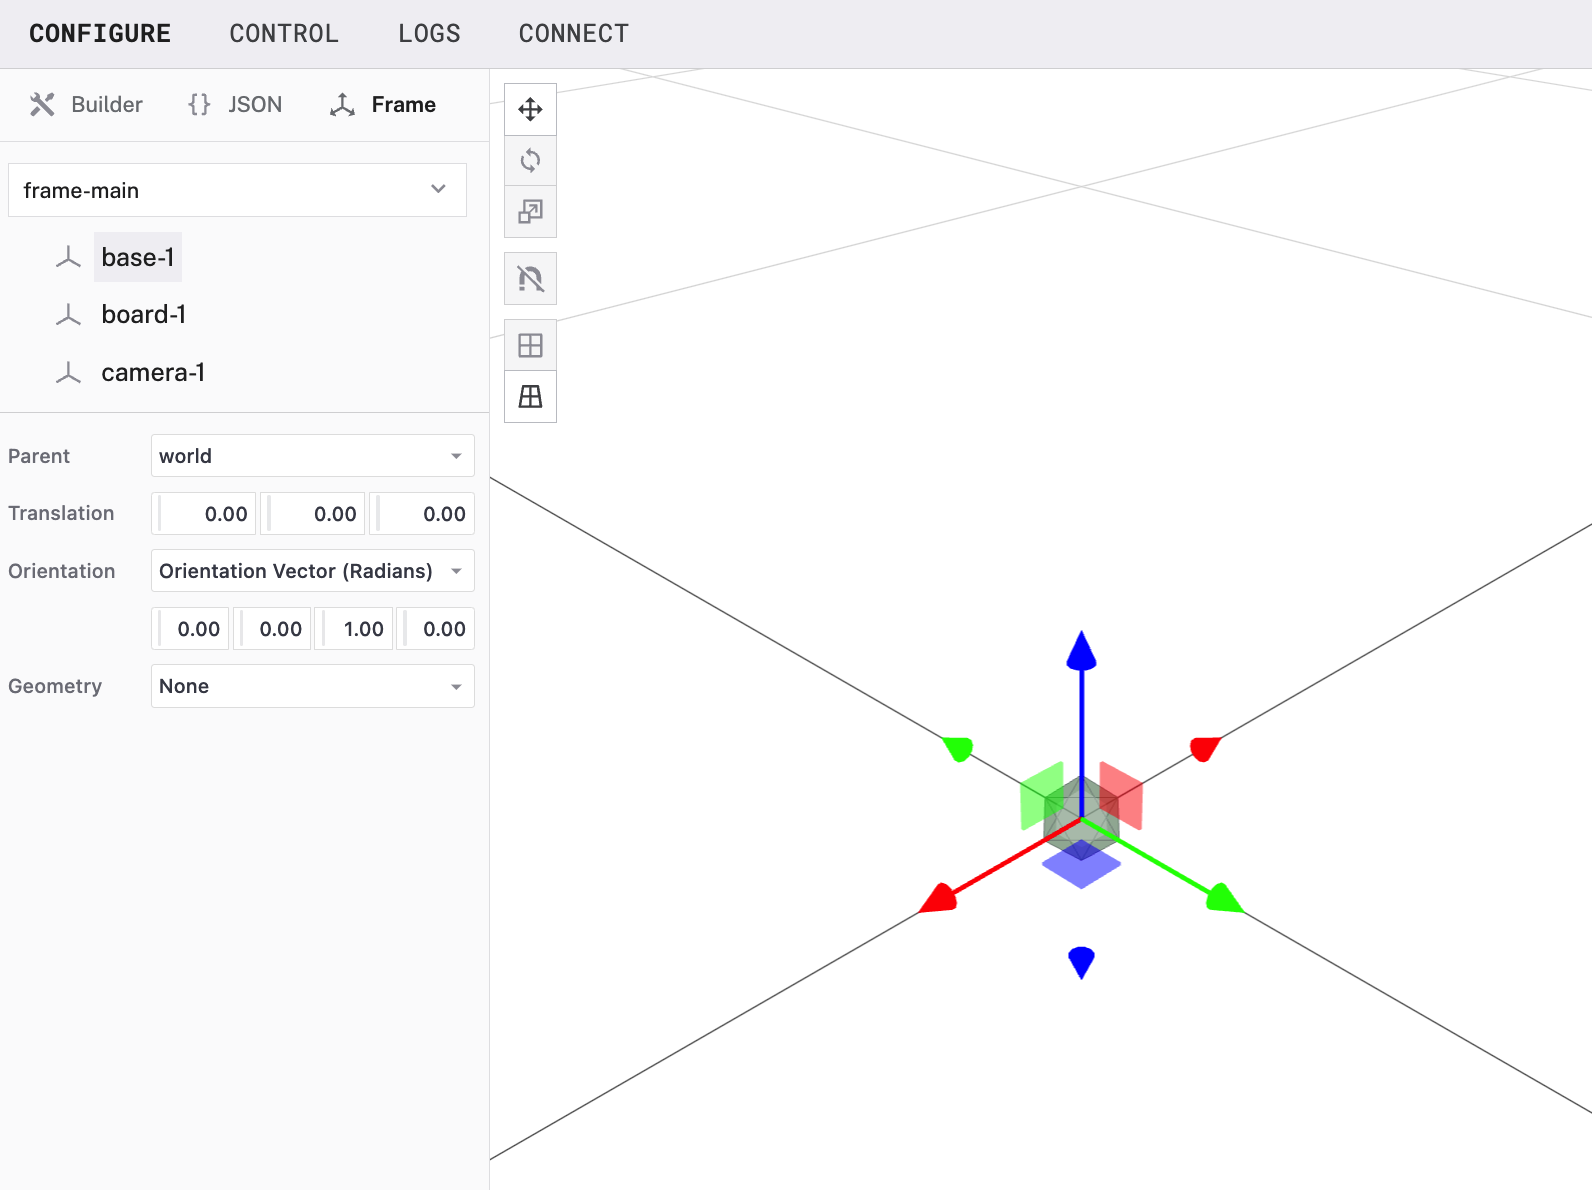 CONFIGURE CONTROL LOGS CONNECT
Builder {} JSON Frame
frame-main
base-1
board-1
camera-1
Parent world
Translation 0.00 0.00 0.00
Orientation Orientation Vector (Radians)
0.00 0.00 1.00 0.00
Geometry None